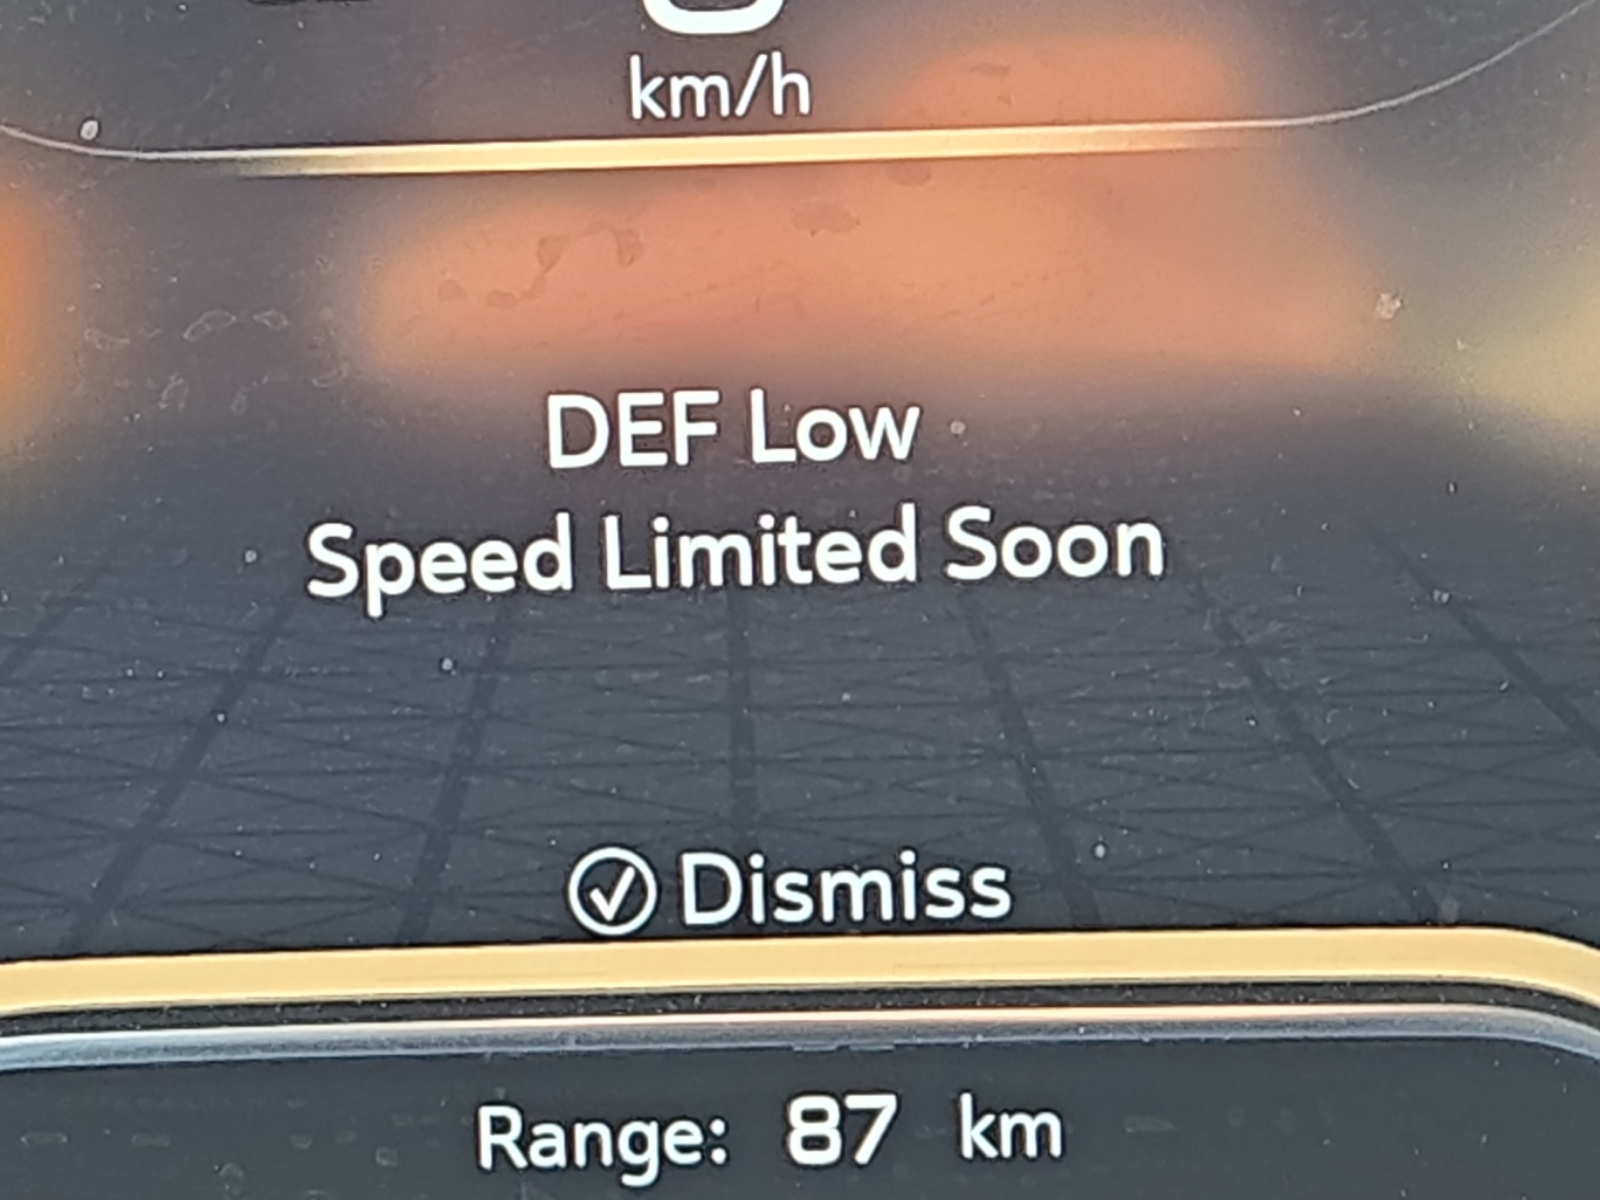 km/h
DEF Low
Speed Limited Soon
Dismiss
Range: 87 km